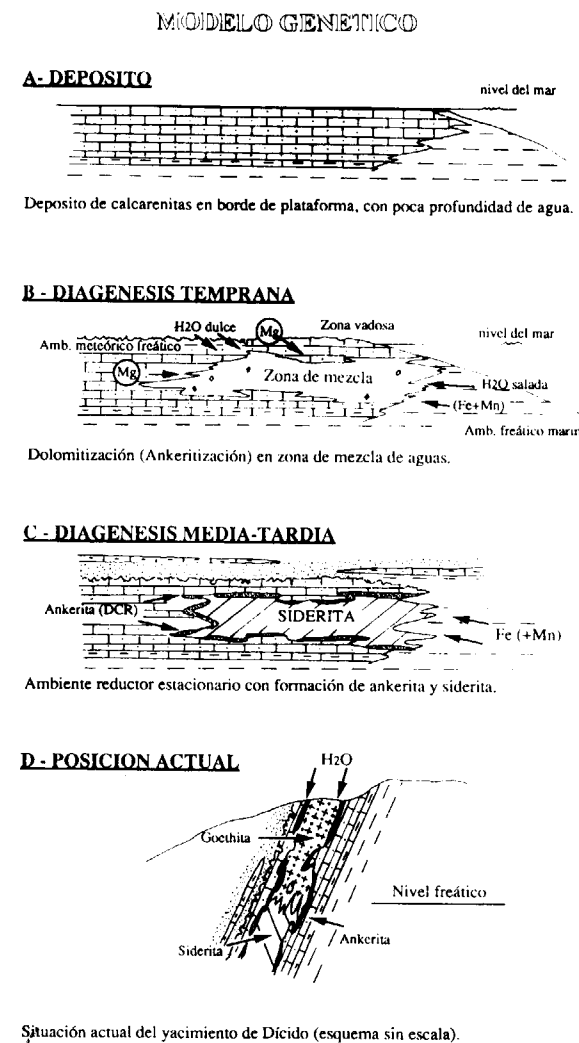 MODELO GENETICO
A- DEPOSITO
nivel del mar
Deposito de calcarenitas en borde de plataforma, con poca profundidad de agua.
B - DIAGENESIS TEMPRANA
H2O dulce
Mg
Zona vadosa
nivel del mar
Amb. meteórico freático
Mg
Zona de mezcla
H2O salada
(Fe+Mn)
Amb. freático marin
Dolomitización (Ankeritización) en zona de mezcla de aguas.
C - DIAGENESIS MEDIA-TARDIA
Ankerita (DCR)
SIDERITA
Fe (+Mn)
Ambiente reductor estacionario con formación de ankerita y siderita.
D - POSICION ACTUAL
H2O
Goethita
Nivel freático
Siderita
Ankerita
Situación actual del yacimiento de Dícido (esquema sin escala).